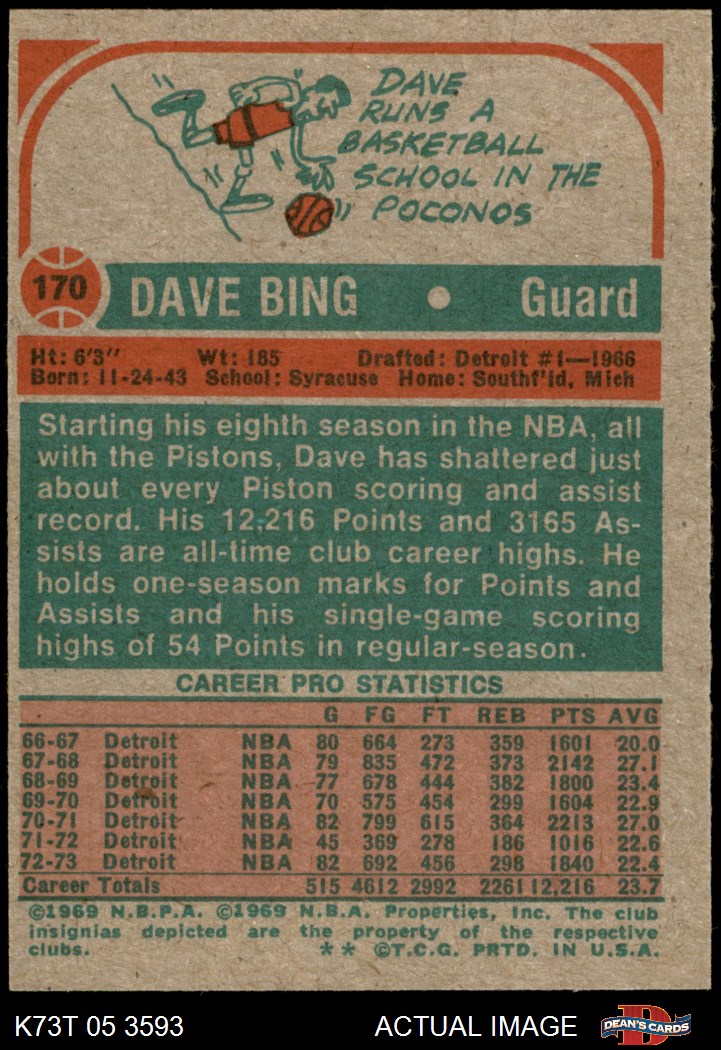 DAVE
RUNS A
BASKETBALL
SCHOOL IN THE
POCONOS
170 DAVE BING • Guard
Ht: 6'3" Wt: 185 Drafted: Detroit #1—1966
Born: 11-24-43 School: Syracuse Home: Southf'ld, Mich
Starting his eighth season in the NBA, all
with the Pistons, Dave has shattered just
about every Piston scoring and assist
record. His 12,216 Points and 3165 As-
sists are all-time club career highs. He
holds one-season marks for Points and
Assists and his single-game scoring
highs of 54 Points in regular-season.
CAREER PRO STATISTICS
G FG FT REB PTS AVG
66-67 Detroit NBA 80 664 273 359 1601 20.0
67-68 Detroit NBA 79 835 472 373 2142 27.1
68-69 Detroit NBA 77 678 444 382 1800 23.4
69-70 Detroit NBA 70 575 454 299 1604 22.9
70-71 Detroit NBA 82 799 615 364 2213 27.0
71-72 Detroit NBA 45 369 278 186 1016 22.6
72-73 Detroit NBA 82 692 456 298 1840 22.4
Career Totals 515 4612 2992 2261 12,216 23.7
©1969 N.B.P.A. ©1969 N.B.A. Properties, Inc. The club
insignias depicted are the property of the respective
clubs. * * ©T.C.G. PRTD. IN U.S.A.
K73T 05 3593 ACTUAL IMAGE D DEAN'S CARDS